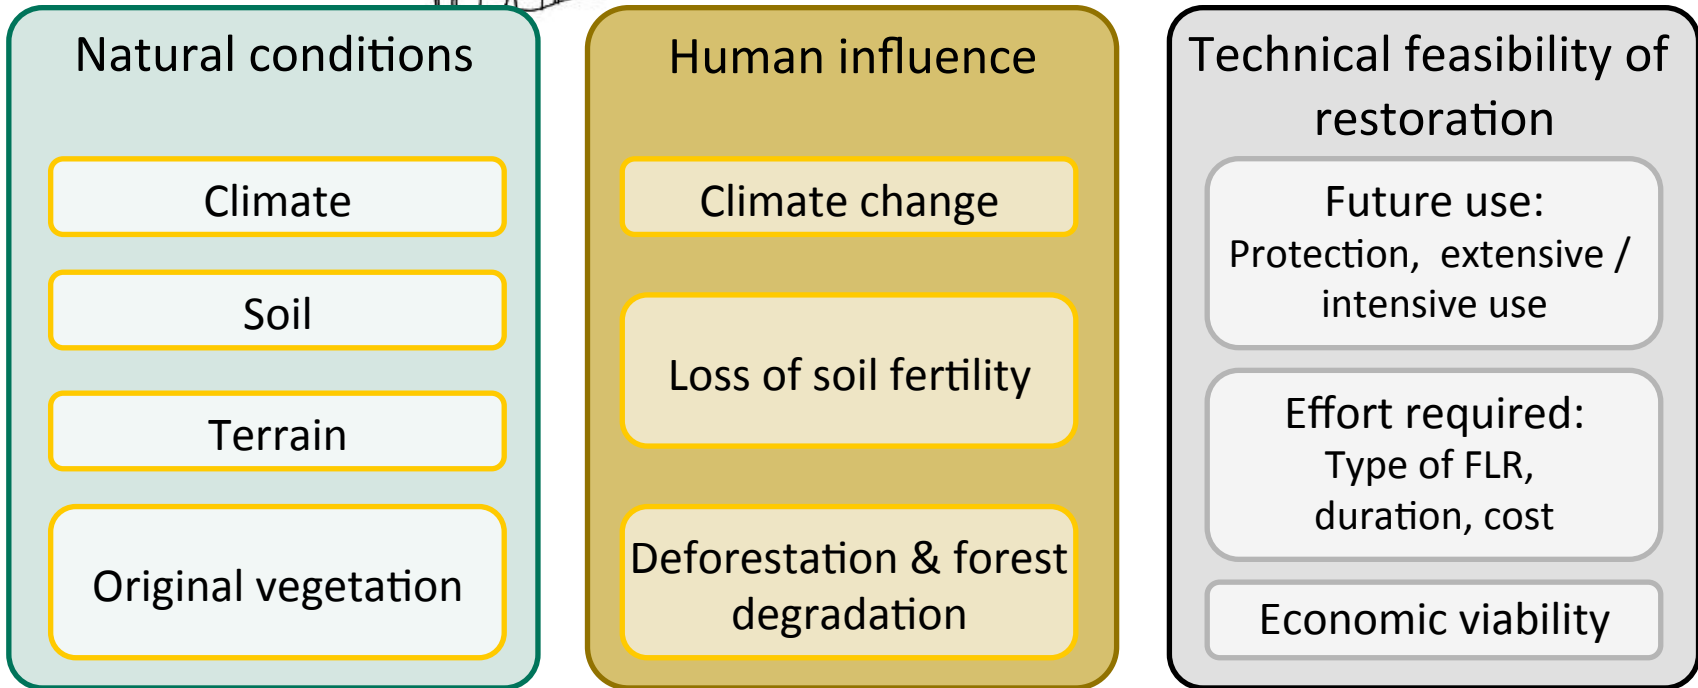 Natural conditions
Climate
Soil
Terrain
Original vegetation
Human influence
Climate change
Loss of soil fertility
Deforestation & forest
degradation
Technical feasibility of
restoration
Future use:
Protection, extensive /
intensive use
Effort required:
Type of FLR,
duration, cost
Economic viability